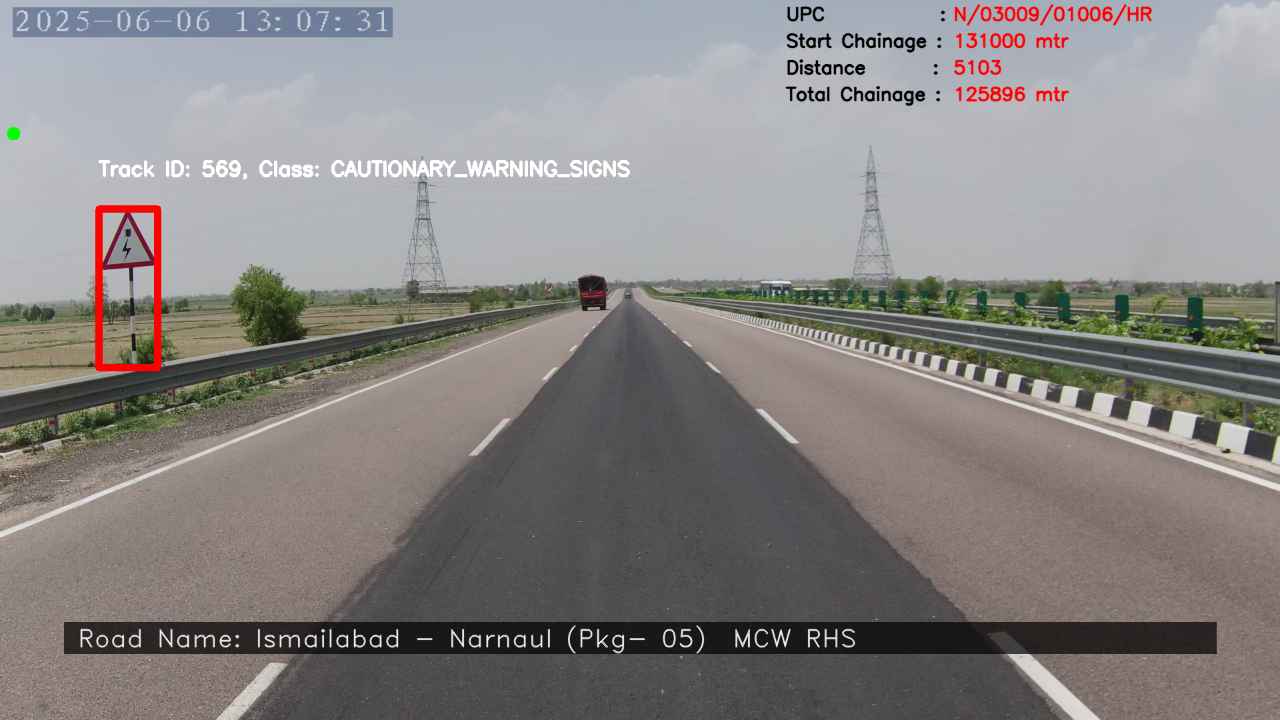 2025-06-06 13:07:31
UPC : N/03009/01006/HR
Start Chainage : 131000 mtr
Distance : 5103
Total Chainage : 125896 mtr
Track ID: 569, Class: CAUTIONARY_WARNING_SIGNS
Road Name: Ismailabad - Narnaul (Pkg- 05) MCW RHS